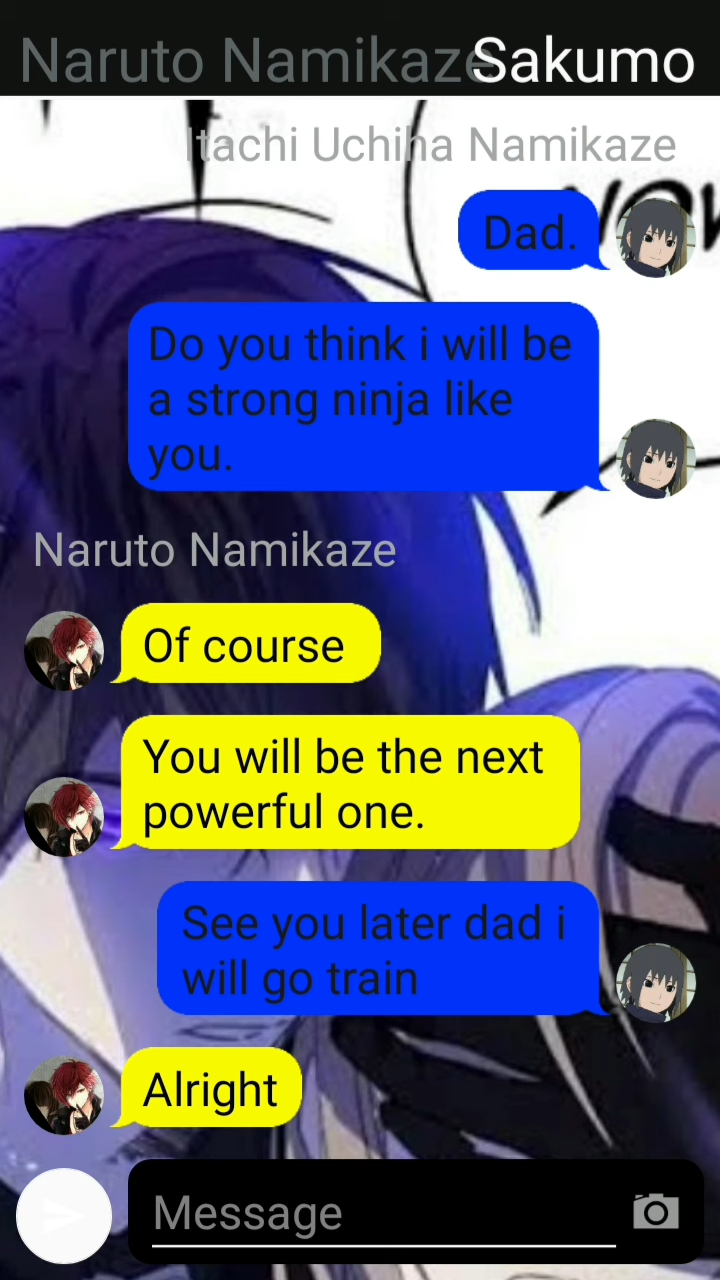 Naruto Namikaze Sakumo
Itachi Uchiha Namikaze
Dad.
Do you think i will be
a strong ninja like
you.
Naruto Namikaze
Of course
You will be the next
powerful one.
See you later dad i
will go train
Alright
Message